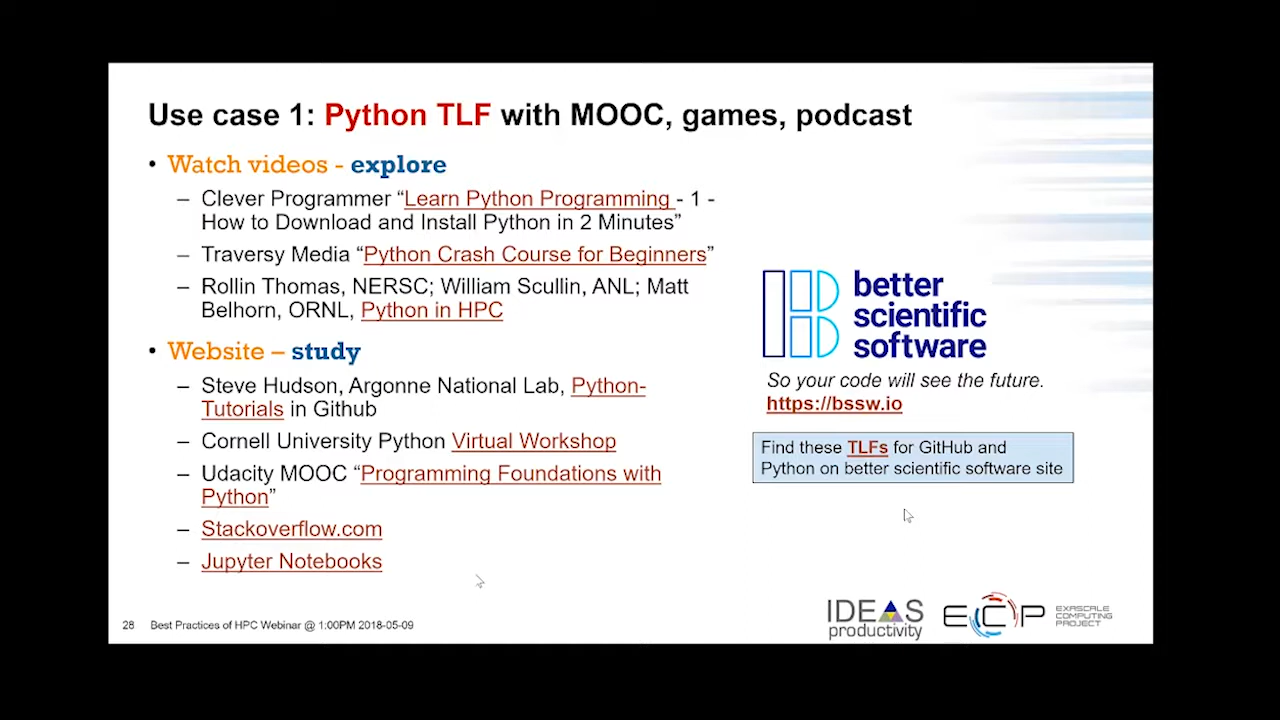 Use case 1: Python TLF with MOOC, games, podcast
• Watch videos - explore
– Clever Programmer “Learn Python Programming - 1 -
How to Download and Install Python in 2 Minutes”
– Traversy Media “Python Crash Course for Beginners”
– Rollin Thomas, NERSC; William Scullin, ANL; Matt
Belhorn, ORNL, Python in HPC
• Website – study
– Steve Hudson, Argonne National Lab, Python-
Tutorials in Github
– Cornell University Python Virtual Workshop
– Udacity MOOC “Programming Foundations with
Python”
– Stackoverflow.com
– Jupyter Notebooks
better
scientific
software
So your code will see the future.
https://bssw.io
Find these TLFs for GitHub and
Python on better scientific software site
28 Best Practices of HPC Webinar @ 1:00PM 2018-05-09
IDEAS
productivity
ECP
EXASCALE
COMPUTING
PROJECT